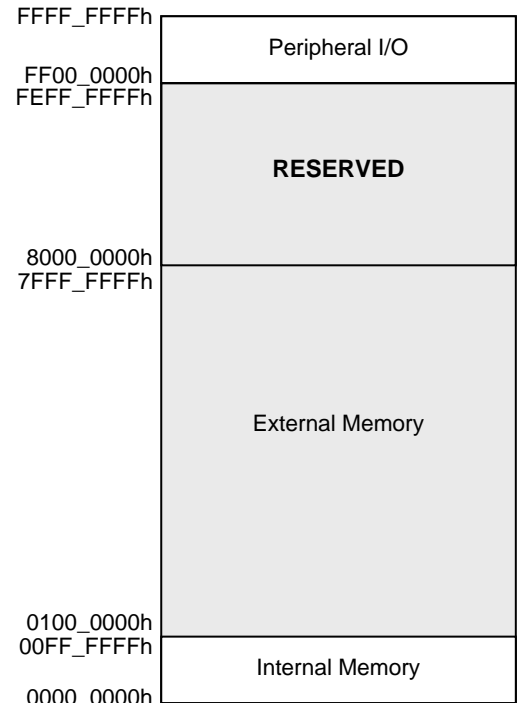 FFFF_FFFFh
Peripheral I/O
FF00_0000h
FEFF_FFFFh
RESERVED
8000_0000h
7FFF_FFFFh
External Memory
0100_0000h
00FF_FFFFh
Internal Memory
0000_0000h